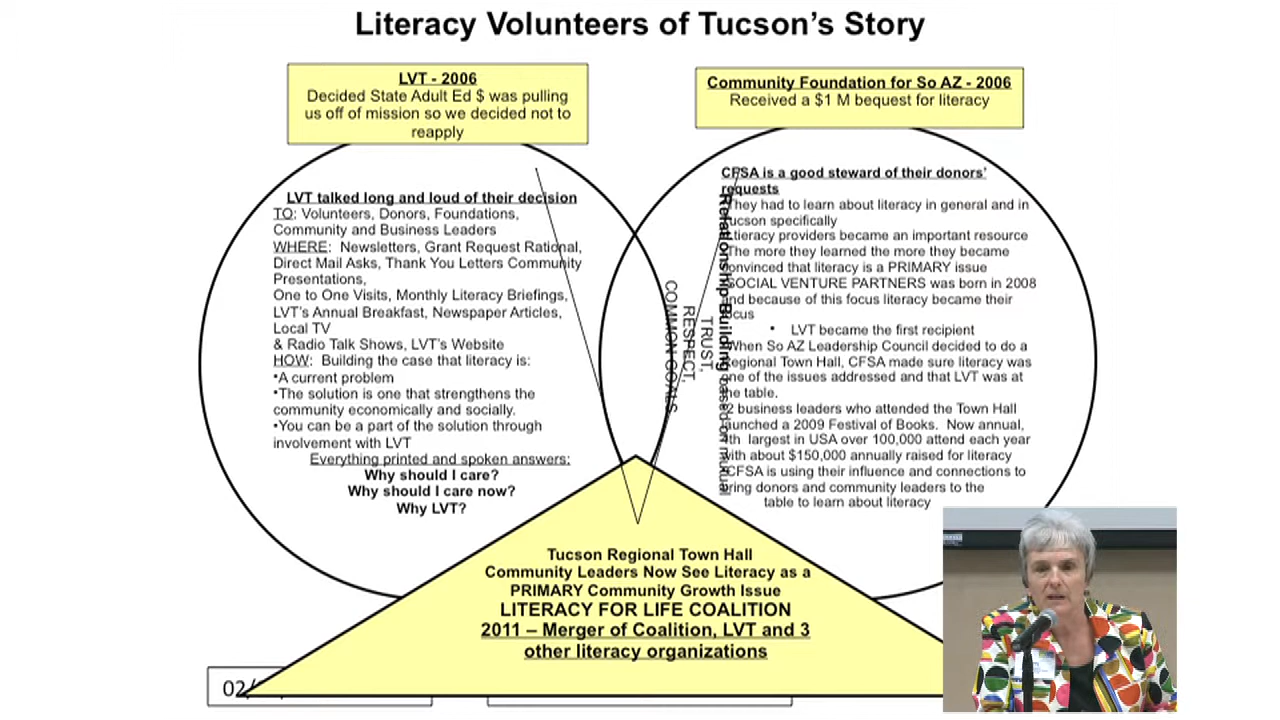 Literacy Volunteers of Tucson's Story
LVT - 2006
Decided State Adult Ed $ was pulling
us off of mission so we decided not to
reapply
Community Foundation for So AZ - 2006
Received a $1 M bequest for literacy
LVT talked long and loud of their decision
TO: Volunteers, Donors, Foundations,
Community and Business Leaders
WHERE: Newsletters, Grant Request Rational,
Direct Mail Asks, Thank You Letters Community
Presentations,
One to One Visits, Monthly Literacy Briefings,
LVT's Annual Breakfast, Newspaper Articles,
Local TV
& Radio Talk Shows, LVT's Website
HOW: Building the case that literacy is:
•A current problem
•The solution is one that strengthens the
community economically and socially.
•You can be a part of the solution through
involvement with LVT
Everything printed and spoken answers:
Why should I care?
Why should I care now?
Why LVT?
Relationship Building based on mutual
TRUST,
RESPECT,
COMMON GOALS
CFSA is a good steward of their donors'
requests
They had to learn about literacy in general and in
Tucson specifically
Literacy providers became an important resource
The more they learned the more they became
convinced that literacy is a PRIMARY issue
SOCIAL VENTURE PARTNERS was born in 2008
and because of this focus literacy became their
focus
• LVT became the first recipient
When So AZ Leadership Council decided to do a
Regional Town Hall, CFSA made sure literacy was
one of the issues addressed and that LVT was at
the table.
2 business leaders who attended the Town Hall
launched a 2009 Festival of Books. Now annual,
4th largest in USA over 100,000 attend each year
with about $150,000 annually raised for literacy
CFSA is using their influence and connections to
bring donors and community leaders to the
table to learn about literacy
Tucson Regional Town Hall
Community Leaders Now See Literacy as a
PRIMARY Community Growth Issue
LITERACY FOR LIFE COALITION
2011 – Merger of Coalition, LVT and 3
other literacy organizations
02/